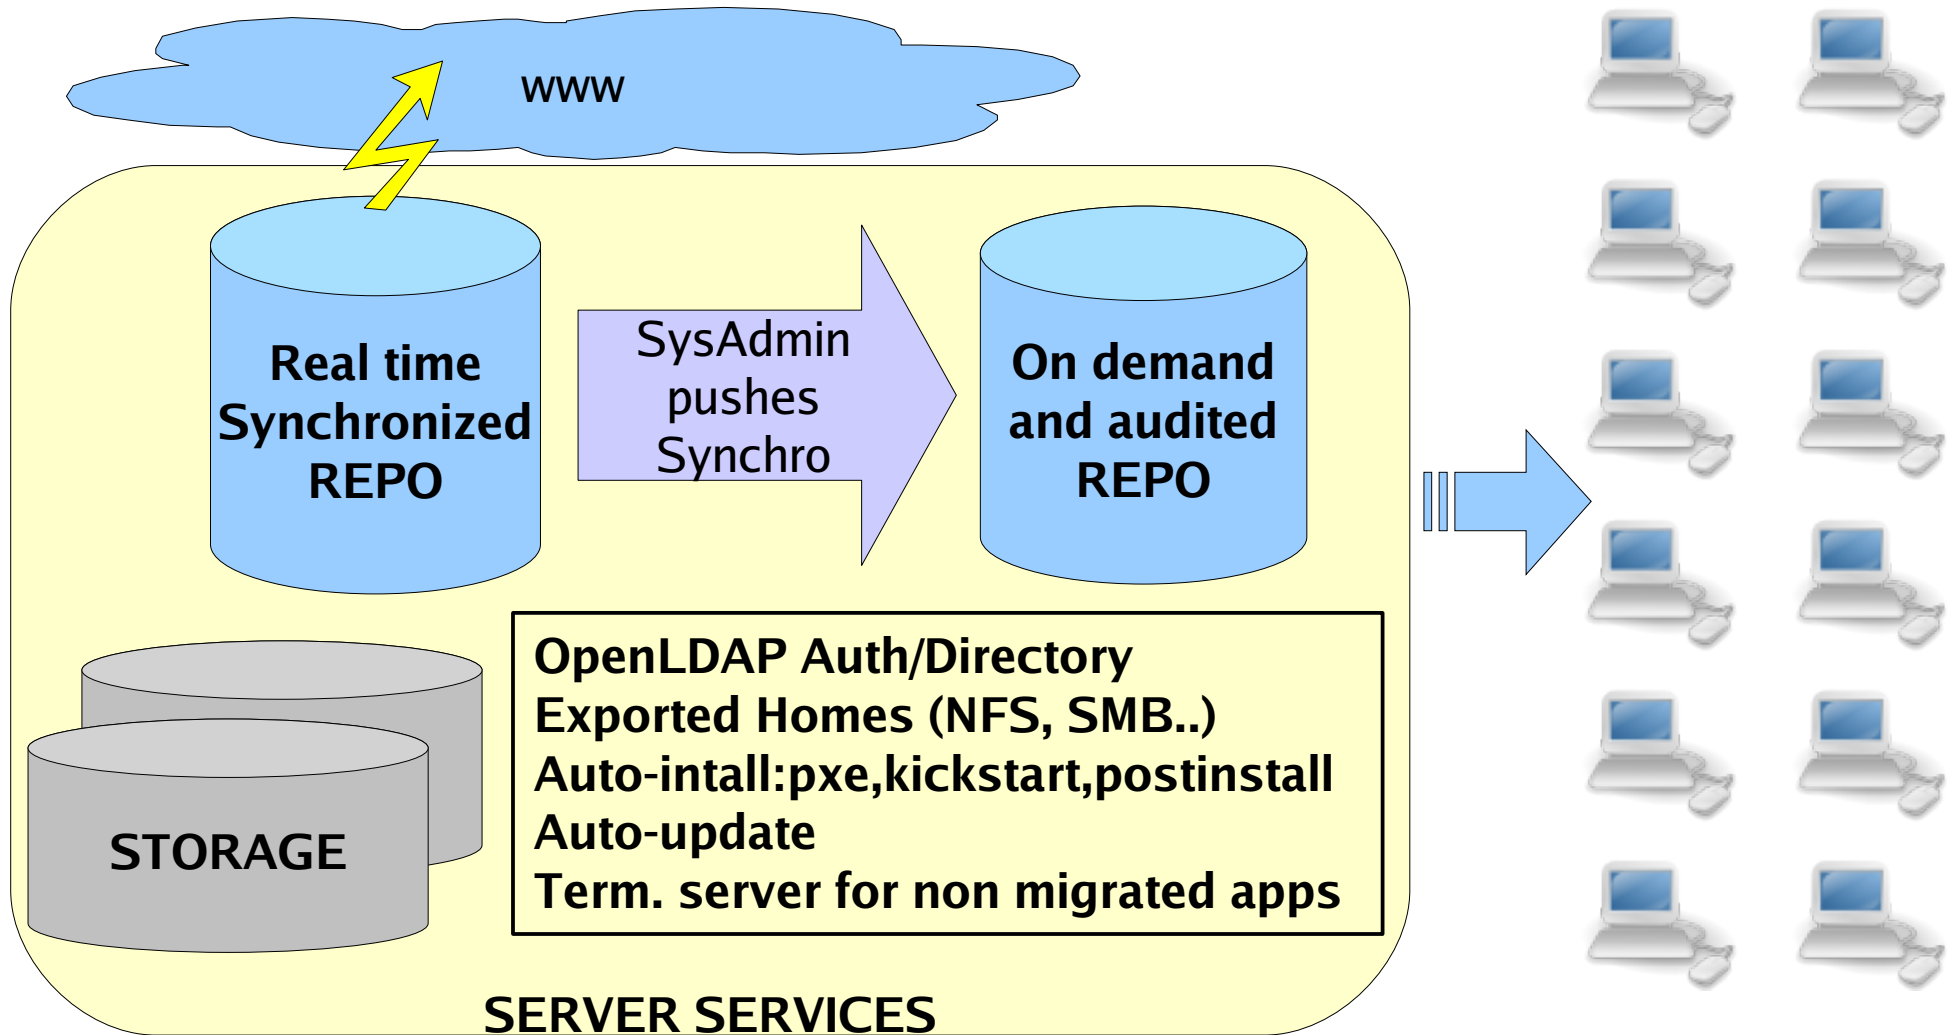 www
Real time
Synchronized
REPO
SysAdmin
pushes
Synchro
On demand
and audited
REPO
STORAGE
OpenLDAP Auth/Directory
Exported Homes (NFS, SMB..)
Auto-intall:pxe,kickstart,postinstall
Auto-update
Term. server for non migrated apps
SERVER SERVICES